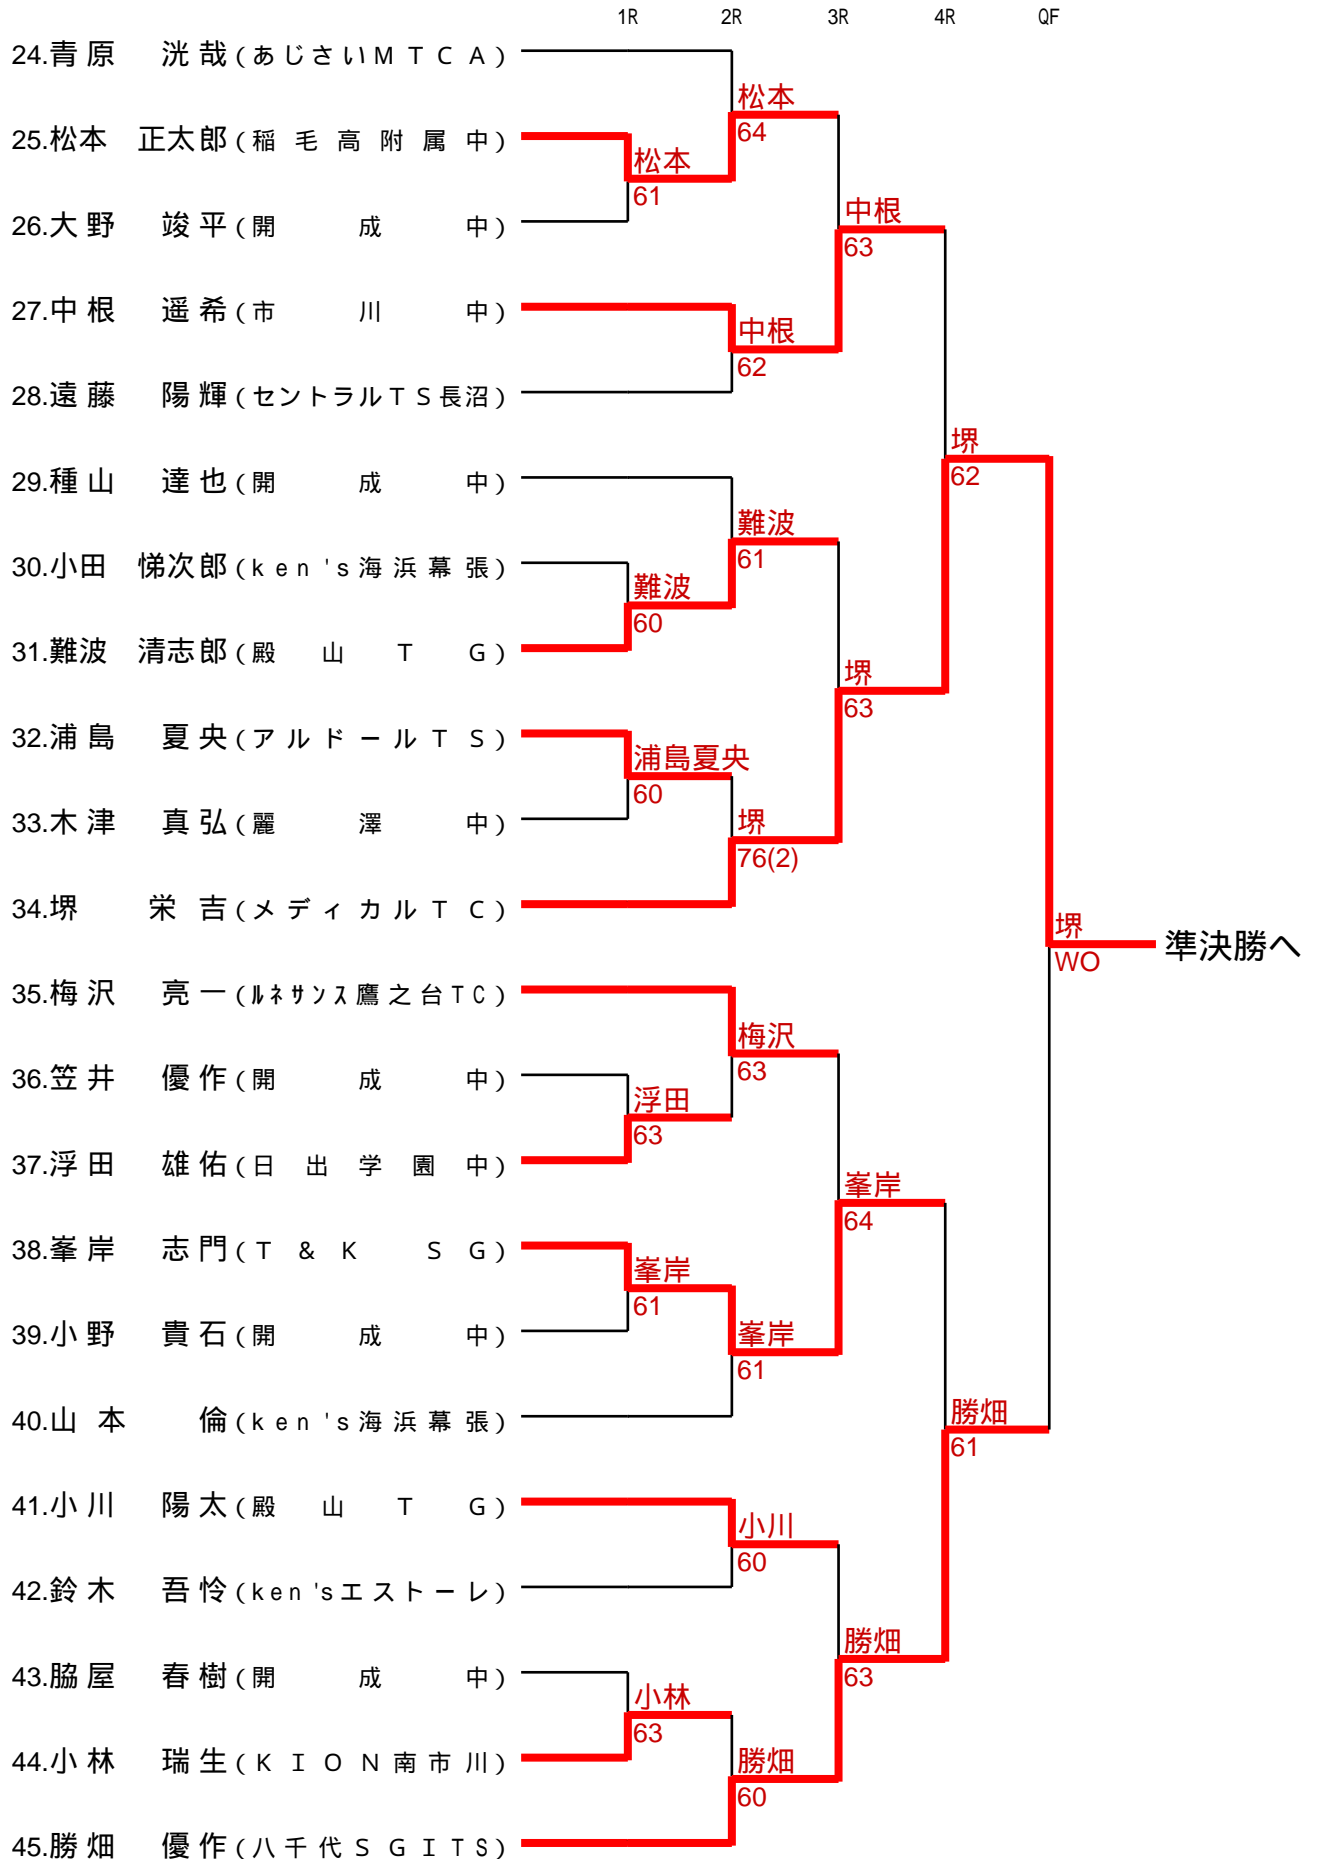 1R 2R 3R 4R QF
24.青原 洸哉(あじさいMTCA)
松本
64
25.松本 正太郎(稲毛高附属中)
松本
61
26.大野 竣平(開成中)
中根
63
27.中根 遥希(市川中)
中根
62
28.遠藤 陽輝(セントラルTS長沼)
堺
62
29.種山 達也(開成中)
難波
61
30.小田 悌次郎(ken's海浜幕張)
難波
60
31.難波 清志郎(殿山TG)
堺
63
32.浦島 夏央(アルドールTS)
浦島夏央
60
33.木津 真弘(麗澤中)
堺
76(2)
34.堺 栄吉(メディカルTC)
堺
WO
準決勝へ
35.梅沢 亮一(ルネサンス鷹之台TC)
梅沢
63
36.笠井 優作(開成中)
浮田
63
37.浮田 雄佑(日出学園中)
峯岸
64
38.峯岸 志門(T&K SG)
峯岸
61
39.小野 貴石(開成中)
峯岸
61
40.山本 倫(ken's海浜幕張)
勝畑
61
41.小川 陽太(殿山TG)
小川
60
42.鈴木 吾怜(ken'sエストーレ)
勝畑
63
43.脇屋 春樹(開成中)
小林
63
44.小林 瑞生(KION南市川)
勝畑
60
45.勝畑 優作(八千代SGITS)